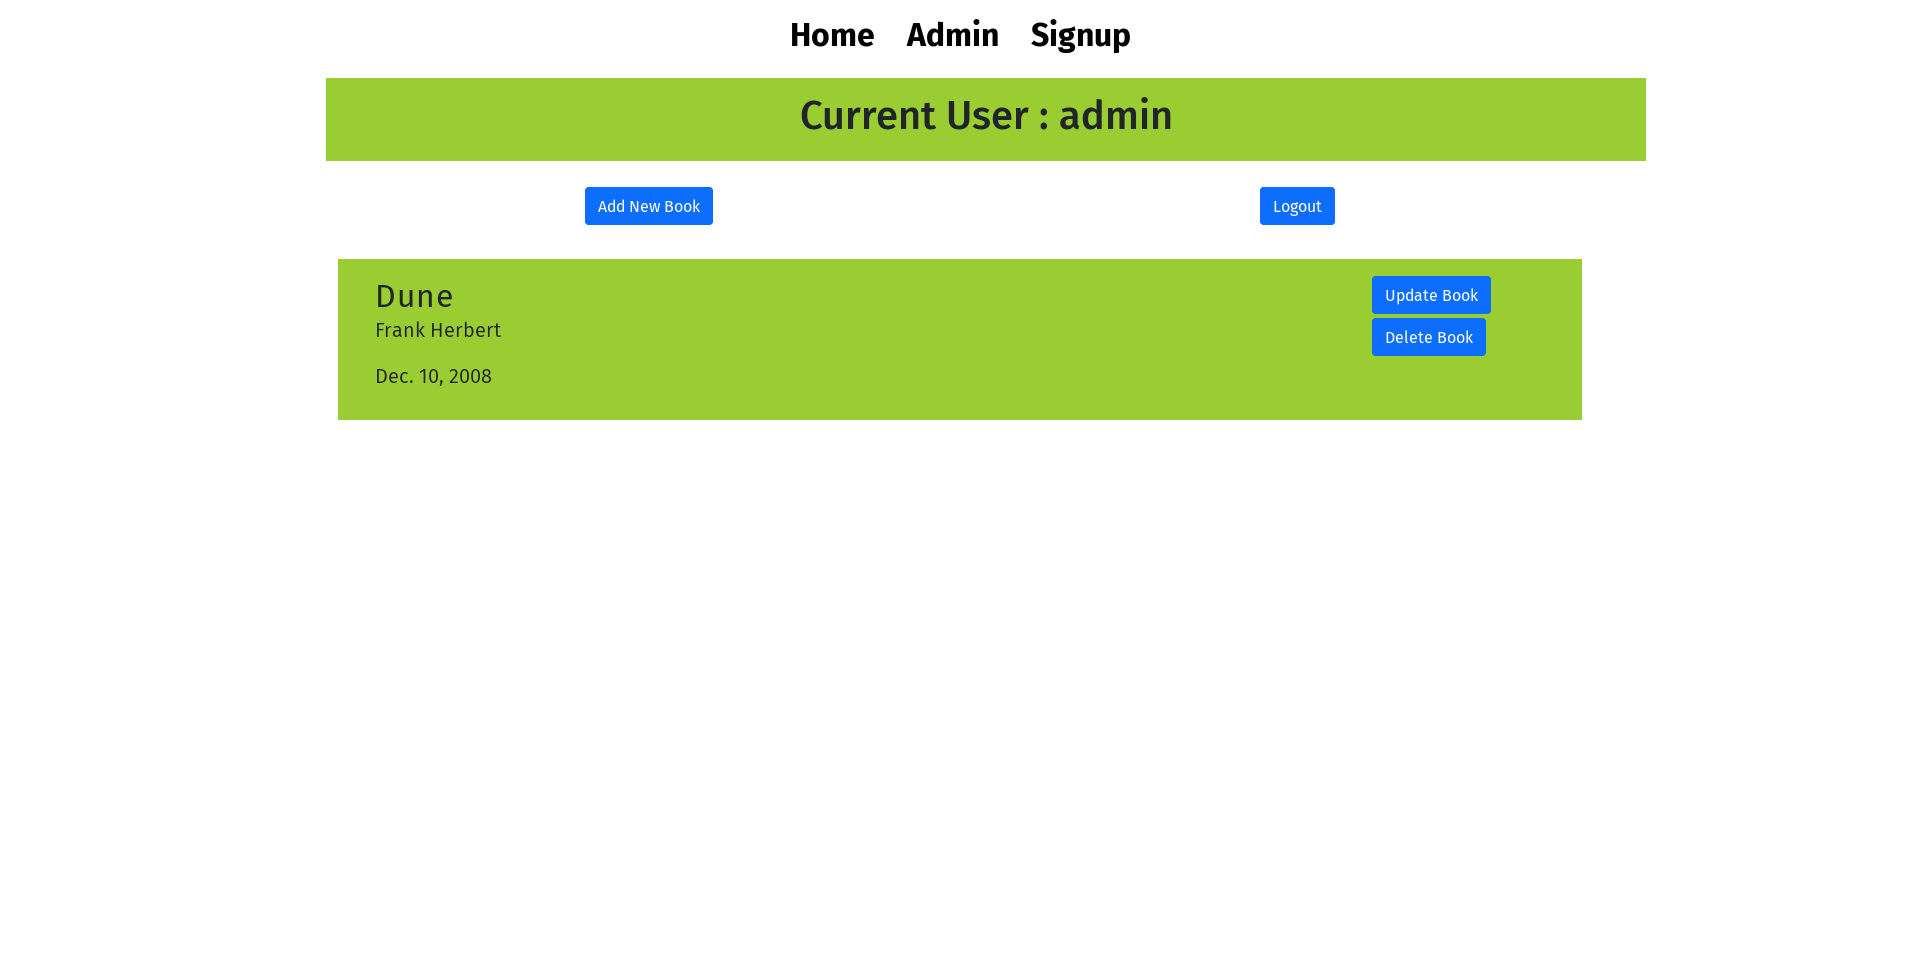 Home Admin Signup
Current User : admin
Add New Book Logout
Dune
Frank Herbert
Dec. 10, 2008
Update Book
Delete Book